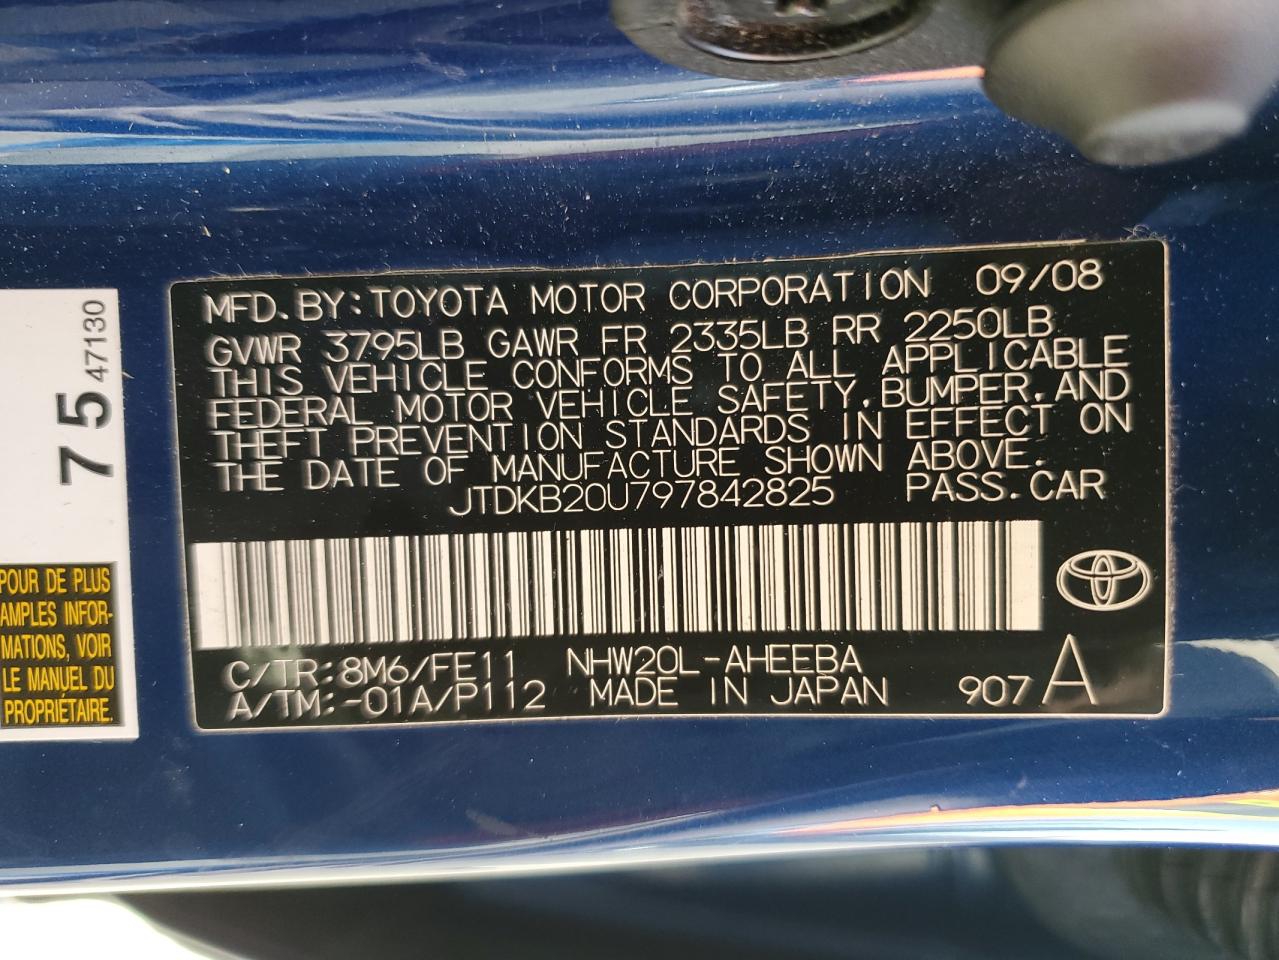 MFD.BY:TOYOTA MOTOR CORPORATION 09/08
GVWR 3795LB GAWR FR 2335LB RR 2250LB
THIS VEHICLE CONFORMS TO ALL APPLICABLE
FEDERAL MOTOR VEHICLE SAFETY,BUMPER,AND
THEFT PREVENTION STANDARDS IN EFFECT ON
THE DATE OF MANUFACTURE SHOWN ABOVE.
JTDKB20U797842825 PASS.CAR
C/TR:8M6/FE11 NHW20L-AHEEBA
A/TM:-01A/P112 MADE IN JAPAN 907 A
75 47130
POUR DE PLUS
AMPLES INFOR-
MATIONS, VOIR
LE MANUEL DU
PROPRIÉTAIRE.